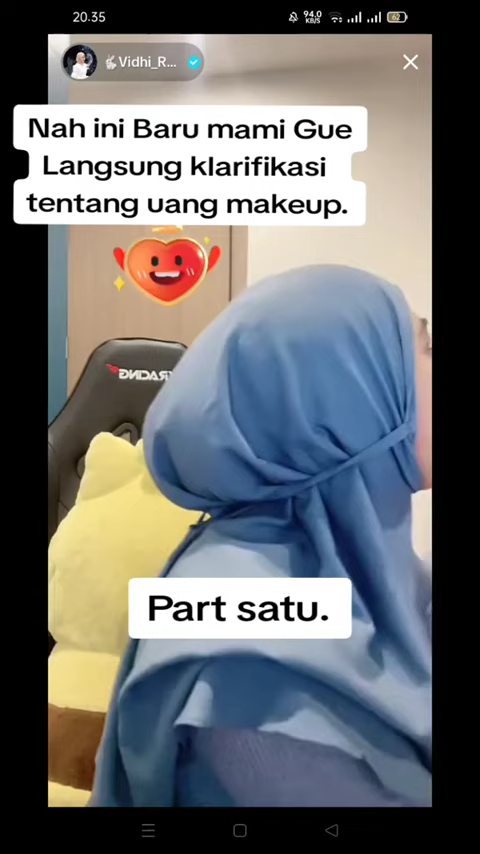 20.35
94.0
KB/S
62
Vidhi_R...
Nah ini Baru mami Gue
Langsung klarifikasi
tentang uang makeup.
RACING
Part satu.